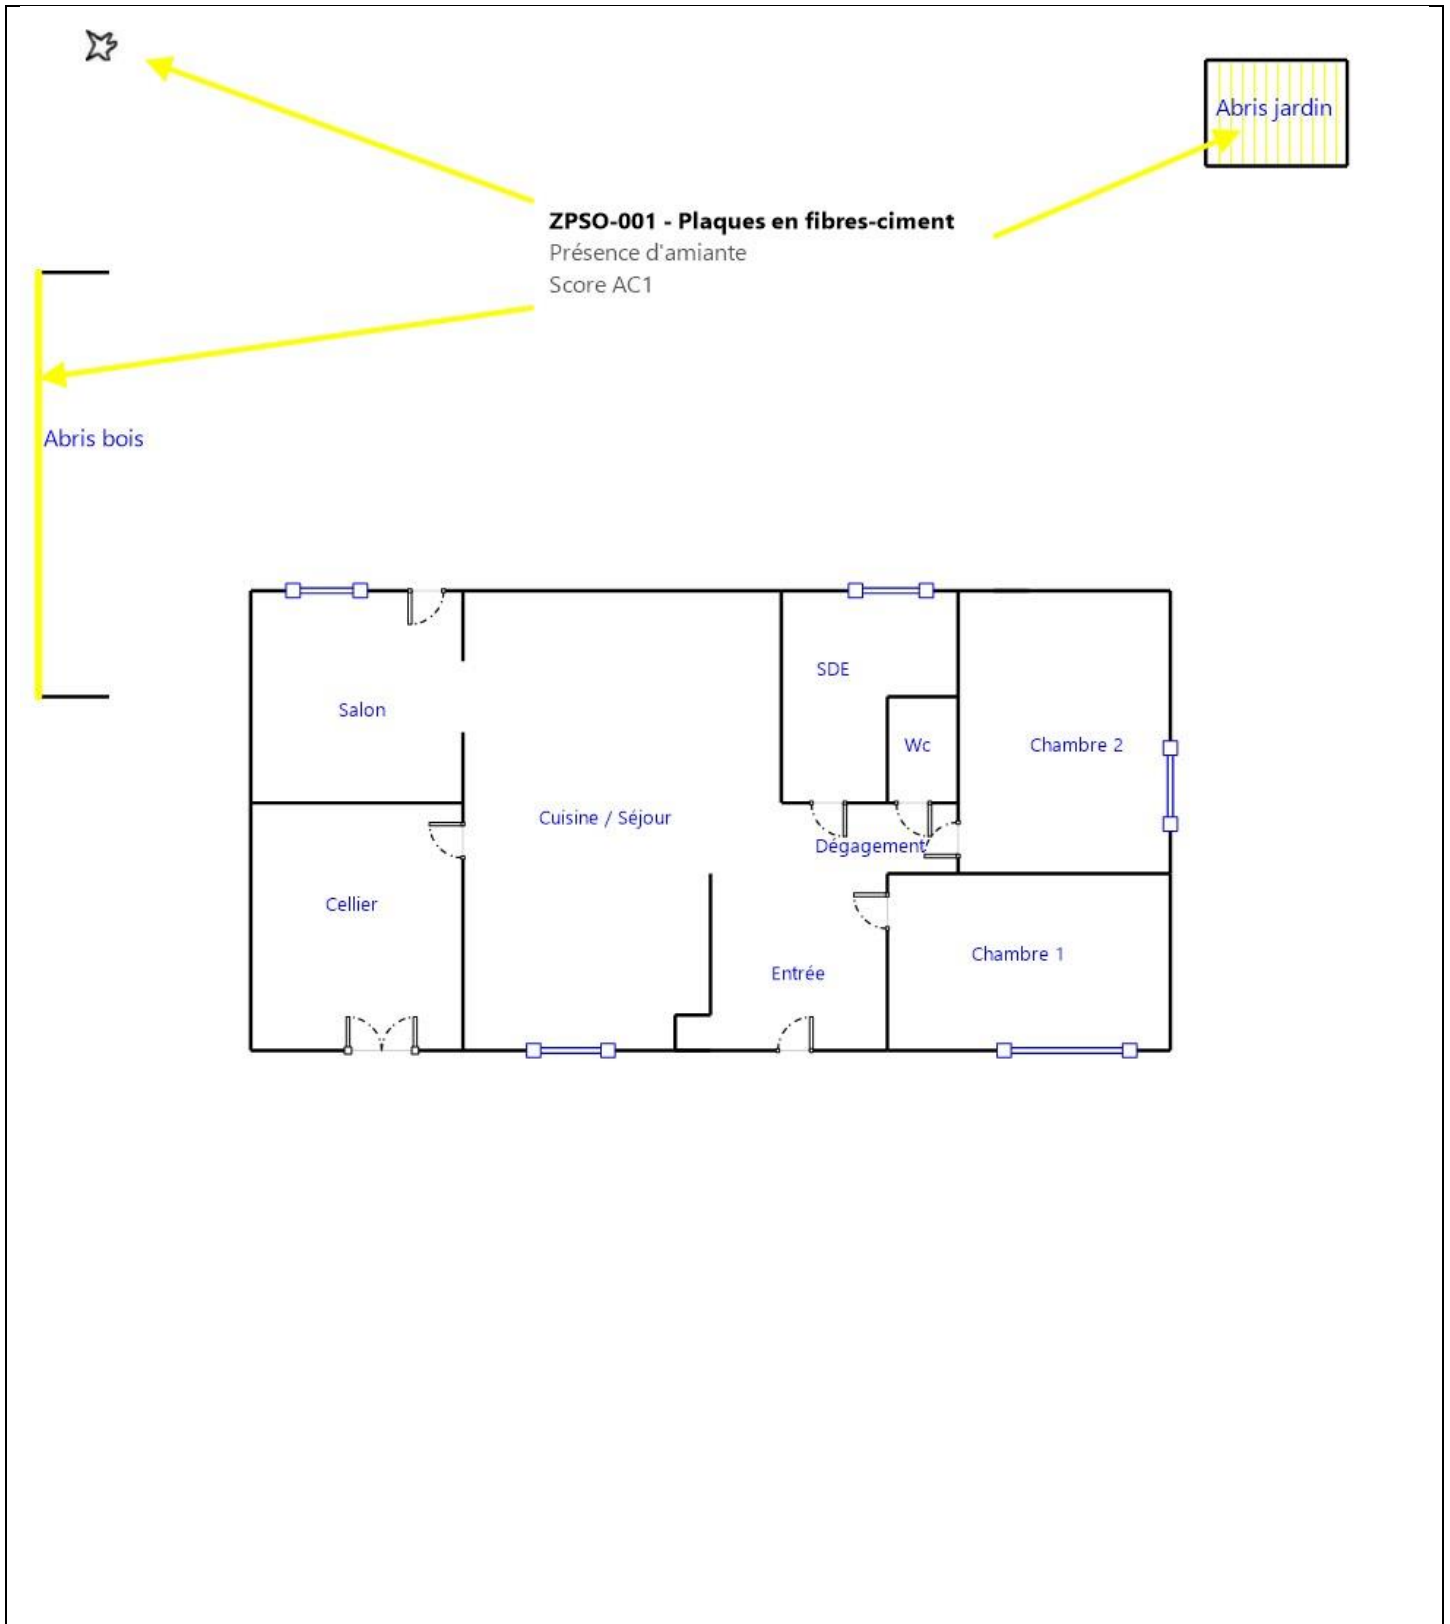 Abris jardin
ZPSO-001 - Plaques en fibres-ciment
Présence d'amiante
Score AC1
Abris bois
SDE
Salon
Wc
Chambre 2
Cuisine / Séjour
Dégagement
Cellier
Chambre 1
Entrée